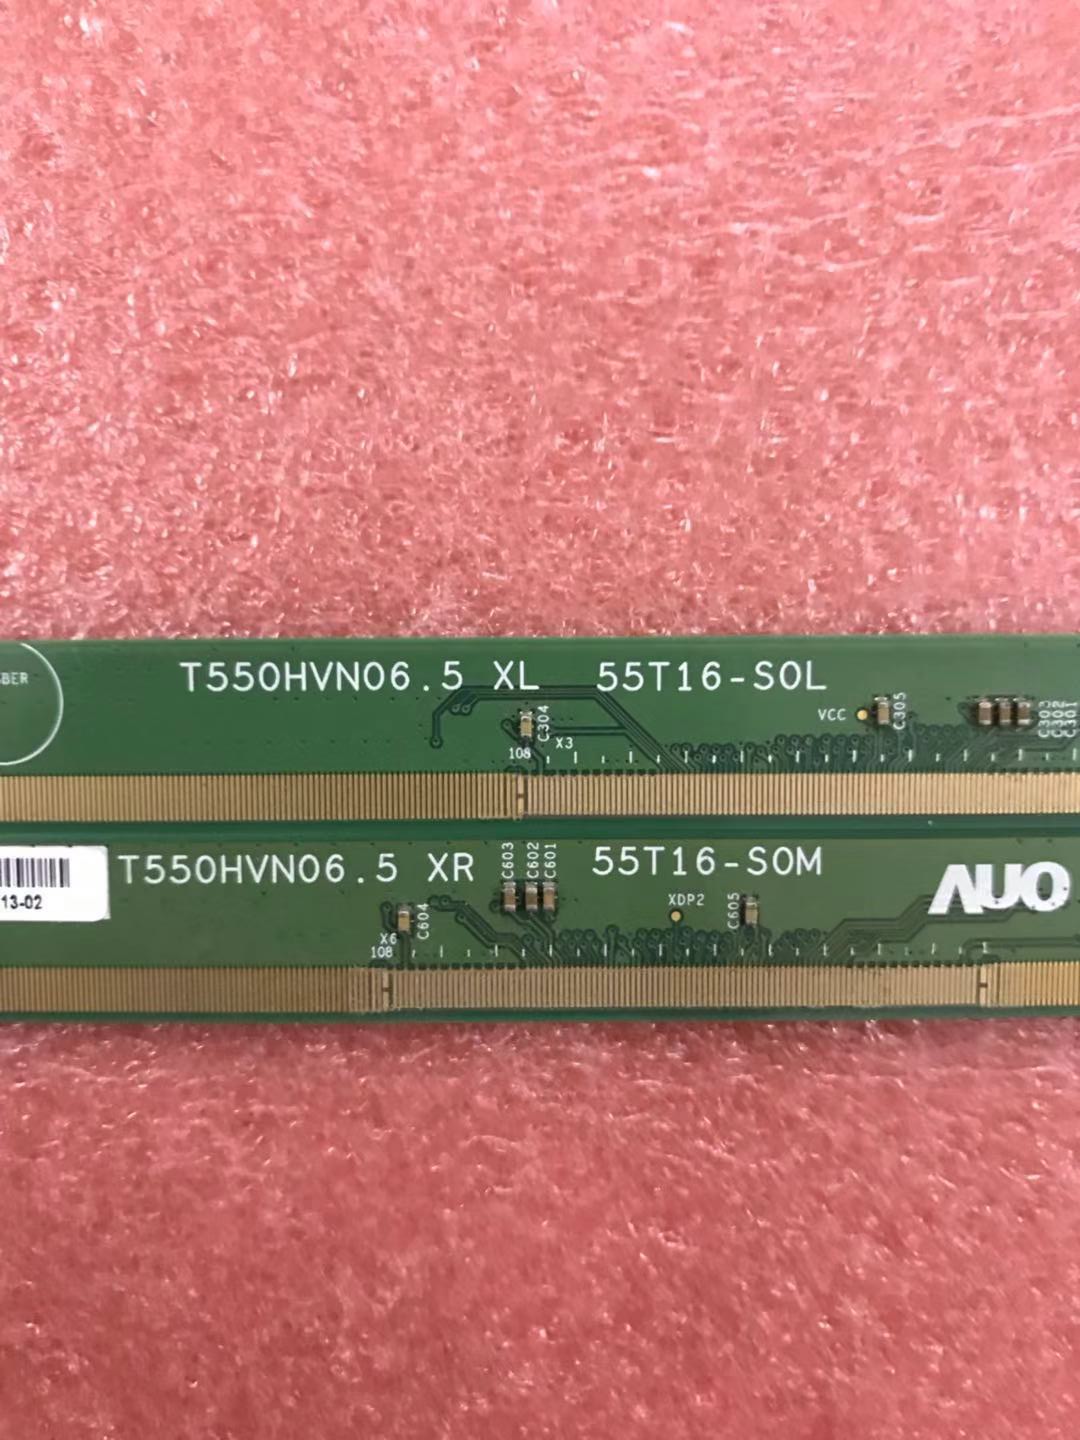 BER
T550HVN06.5 XL 55T16-S0L
VCC
C305
C303
C302
C301
C304
108 X3
T550HVN06.5 XR 55T16-S0M
C603
C602
C601
AUO
13-02
XDP2
C605
C604
X6
108